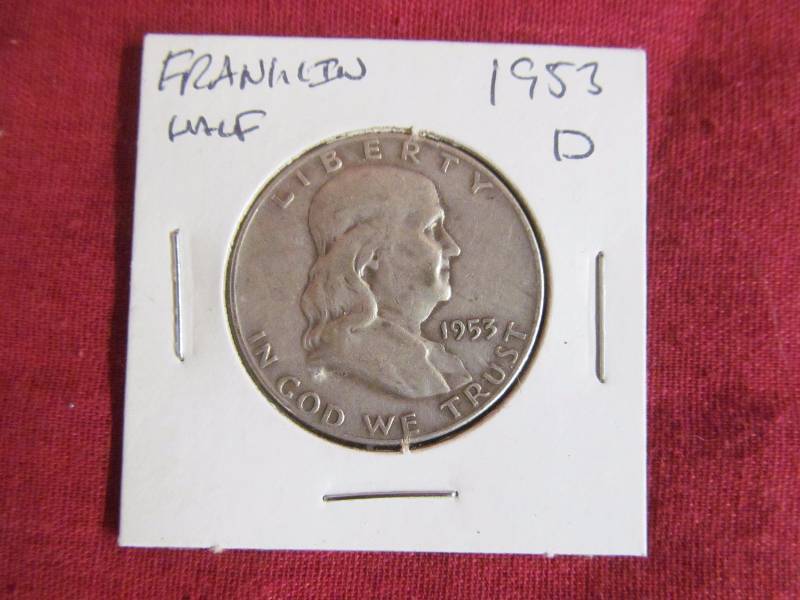 FRANKLIN 1953
HALF D
LIBERTY
1953
IN GOD WE TRUST